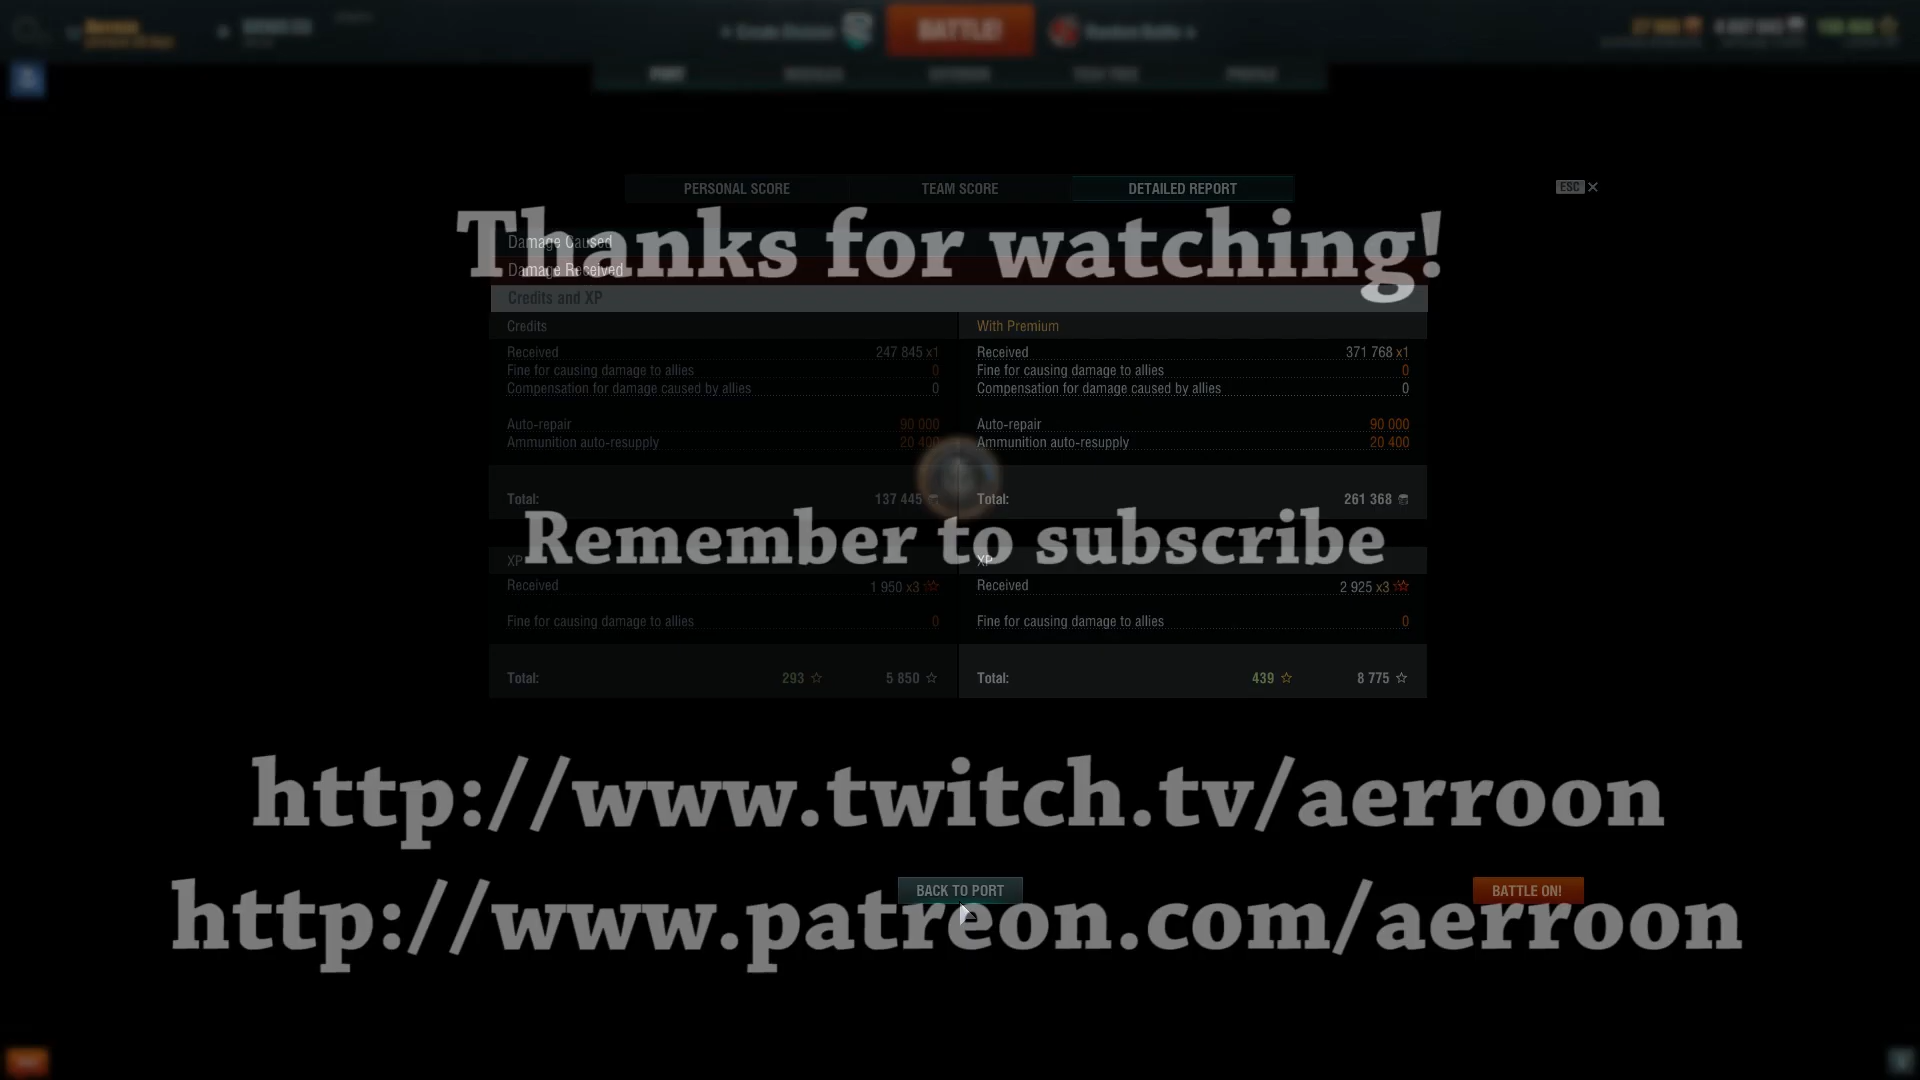 BATTLE!
PORT
PERSONAL SCORE
TEAM SCORE
DETAILED REPORT
ESC
Thanks for watching!
Damage Caused
Damage Received
Credits and XP
Credits
With Premium
Received 247 845 x1
Received 371 768 x1
Fine for causing damage to allies 0
Fine for causing damage to allies 0
Compensation for damage caused by allies 0
Compensation for damage caused by allies 0
Auto-repair 90 000
Auto-repair 90 000
Ammunition auto-resupply 20 400
Ammunition auto-resupply 20 400
Total: 137 445
Total: 261 368
Remember to subscribe
XP
XP
Received 1 950 x3
Received 2 925 x3
Fine for causing damage to allies 0
Fine for causing damage to allies 0
Total: 293 5 850
Total: 439 8 775
http://www.twitch.tv/aerroon
BACK TO PORT
BATTLE ON!
http://www.patreon.com/aerroon